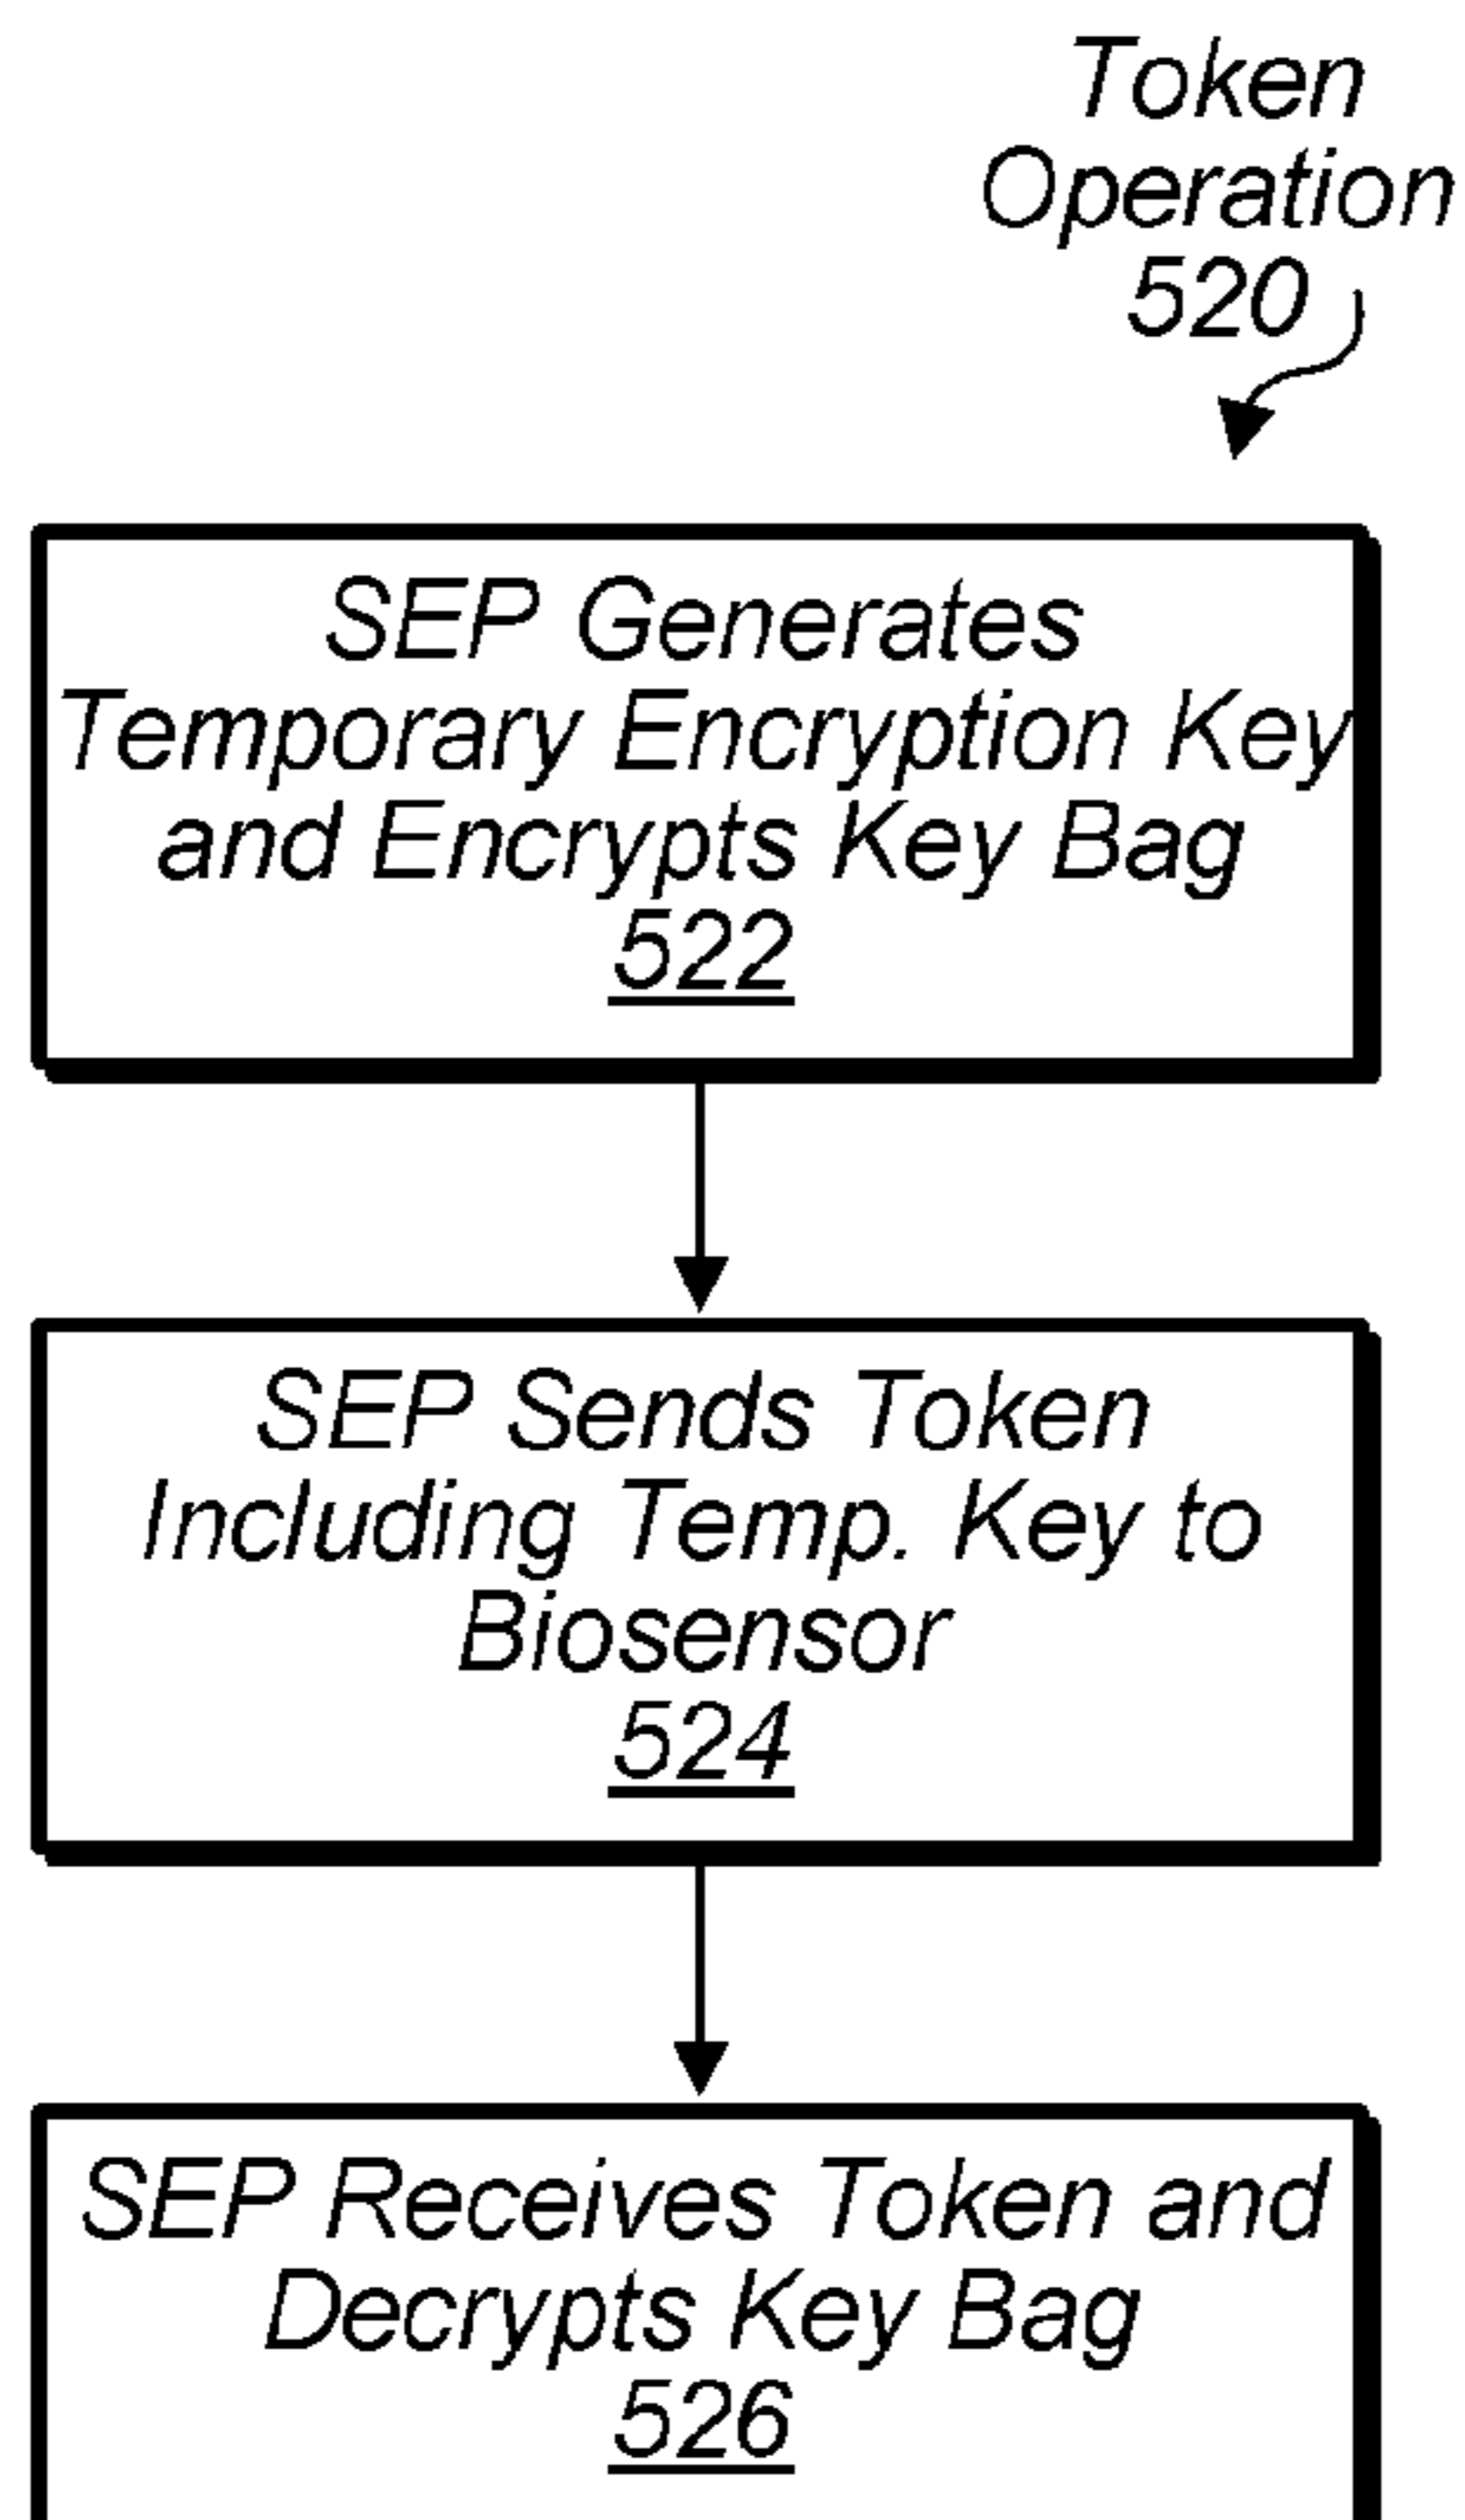 Token
Operation
520
SEP Generates
Temporary Encryption Key
and Encrypts Key Bag
522
SEP Sends Token
Including Temp. Key to
Biosensor
524
SEP Receives Token and
Decrypts Key Bag
526